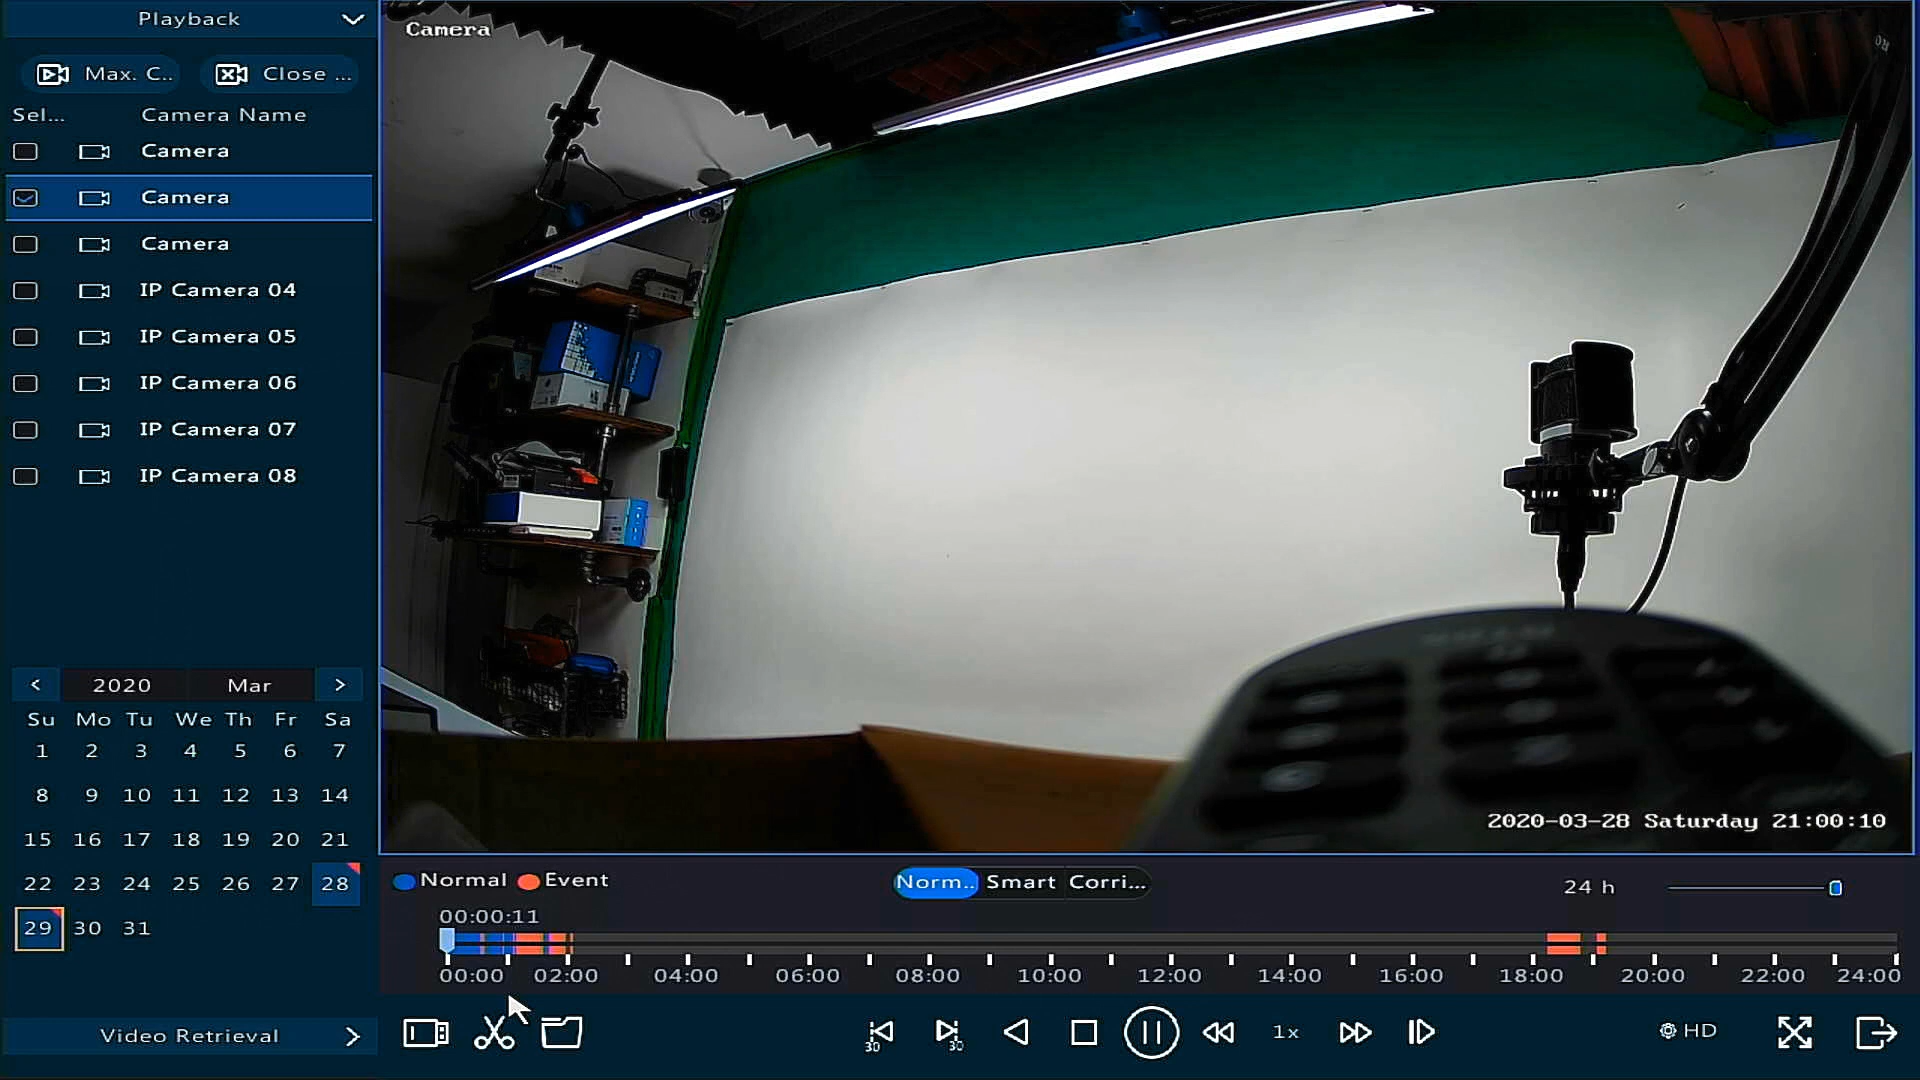 Playback
Max. C..
Close ...
Sel...
Camera Name
Camera
Camera
Camera
IP Camera 04
IP Camera 05
IP Camera 06
IP Camera 07
IP Camera 08
< 2020 Mar >
Su Mo Tu We Th Fr Sa
1 2 3 4 5 6 7
8 9 10 11 12 13 14
15 16 17 18 19 20 21
22 23 24 25 26 27 28
29 30 31
Video Retrieval >
Camera
2020-03-28 Saturday 21:00:10
Normal Event
Norm.. Smart Corri...
24 h
00:00:11
00:00 02:00 04:00 06:00 08:00 10:00 12:00 14:00 16:00 18:00 20:00 22:00 24:00
30 30 1x HD